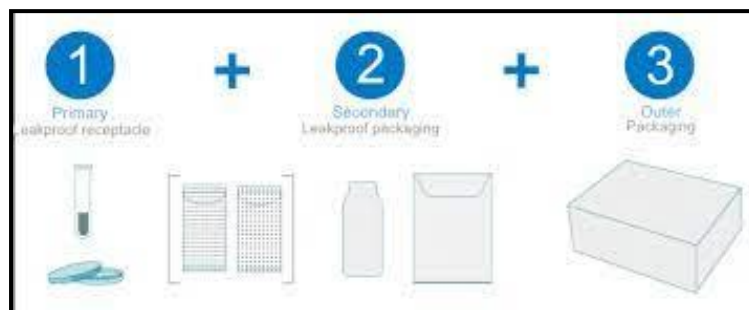 1 + 2 + 3
Primary
Leakproof receptacle
Secondary
Leakproof packaging
Outer
Packaging